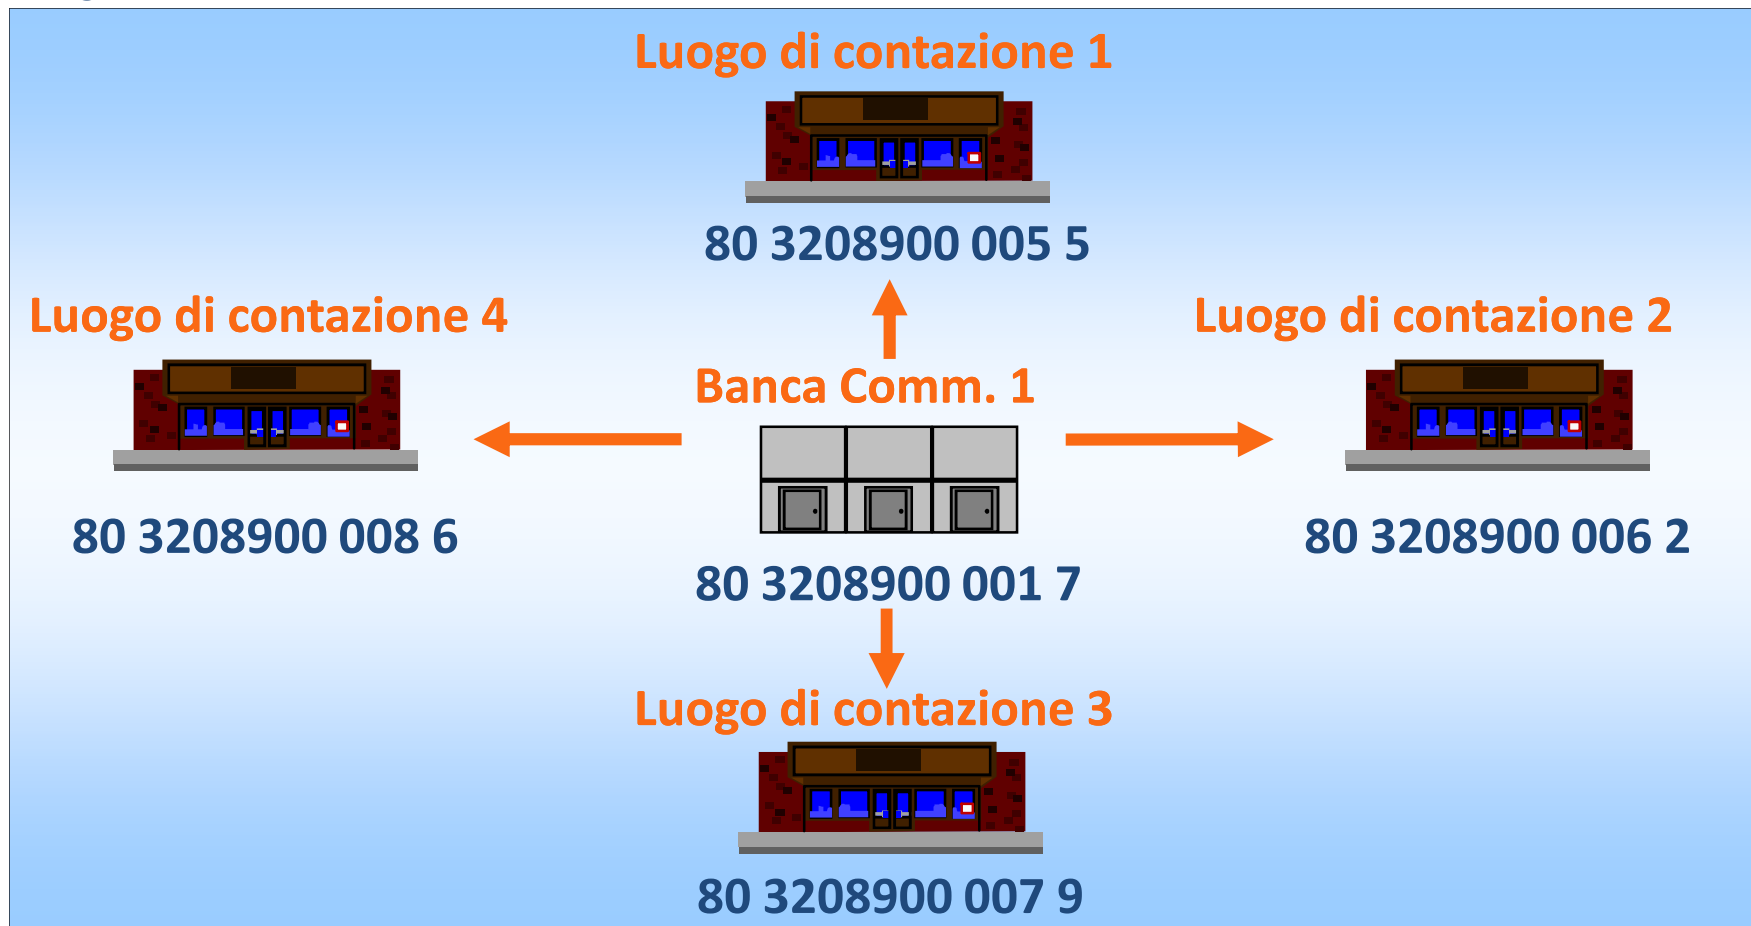 Luogo di contazione 1
80 3208900 005 5
Luogo di contazione 4
Luogo di contazione 2
Banca Comm. 1
80 3208900 008 6
80 3208900 006 2
80 3208900 001 7
Luogo di contazione 3
80 3208900 007 9